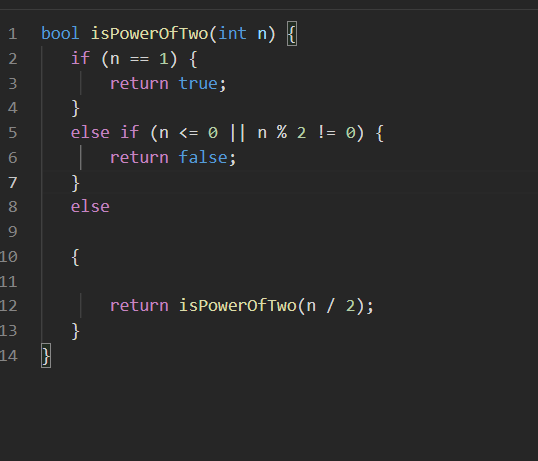 1 bool isPowerOfTwo(int n) {
2 if (n == 1) {
3 return true;
4 }
5 else if (n <= 0 || n % 2 != 0) {
6 return false;
7 }
8 else
9
10 {
11
12 return isPowerOfTwo(n / 2);
13 }
14 }